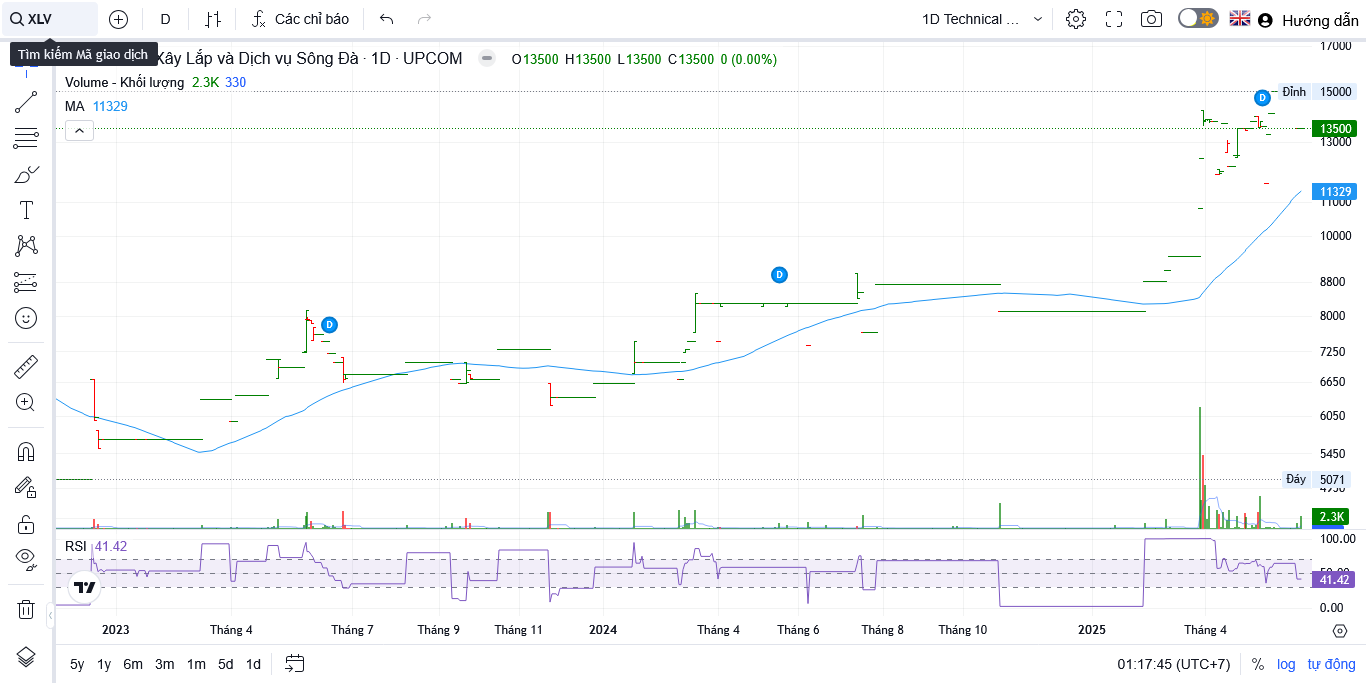 XLV
D
Các chỉ báo
1D Technical ...
Hướng dẫn
Tìm kiếm Mã giao dịch
Xây Lắp và Dịch vụ Sông Đà · 1D · UPCOM
O13500 H13500 L13500 C13500 0 (0.00%)
Volume - Khối lượng 2.3K 330
MA 11329
17000
Đỉnh 15000
13500
13000
11329
11000
10000
8800
8000
7250
6650
6050
5450
Đáy 5071
4950
2.3K
D
D
D
RSI 41.42
100.00
50.00
41.42
0.00
2023 Tháng 4 Tháng 7 Tháng 9 Tháng 11 2024 Tháng 4 Tháng 6 Tháng 8 Tháng 10 2025 Tháng 4
5y 1y 6m 3m 1m 5d 1d
01:17:45 (UTC+7) % log tự động